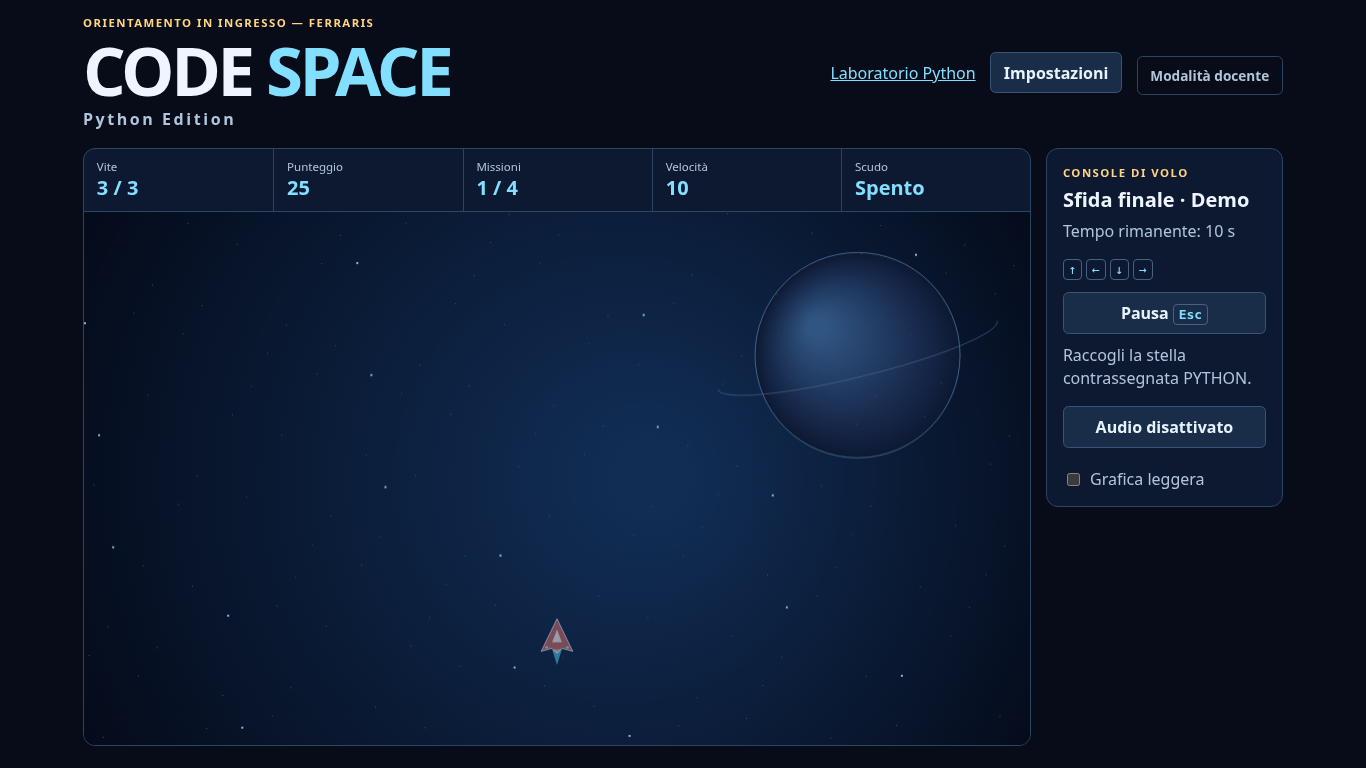 ORIENTAMENTO IN INGRESSO — FERRARIS
CODE SPACE
Python Edition
Laboratorio Python
Impostazioni
Modalità docente
Vite
3 / 3
Punteggio
25
Missioni
1 / 4
Velocità
10
Scudo
Spento
CONSOLE DI VOLO
Sfida finale · Demo
Tempo rimanente: 10 s
↑ ← ↓ →
Pausa Esc
Raccogli la stella
contrassegnata PYTHON.
Audio disattivato
Grafica leggera